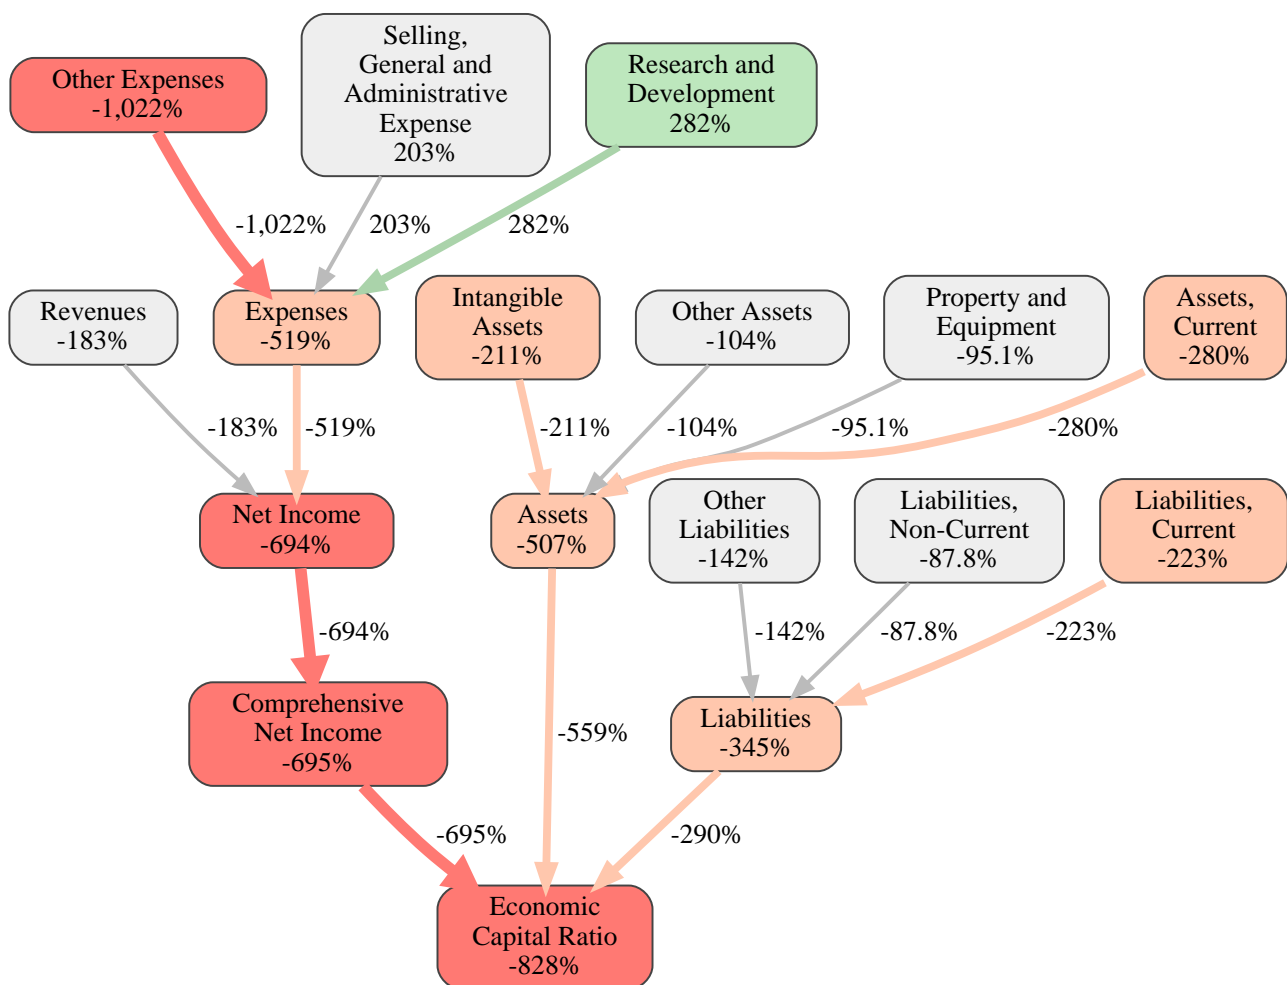 Other Expenses
-1,022%
Selling,
General and
Administrative
Expense
203%
Research and
Development
282%
-1,022%
203%
282%
Revenues
-183%
Expenses
-519%
Intangible
Assets
-211%
Other Assets
-104%
Property and
Equipment
-95.1%
Assets,
Current
-280%
-183%
-519%
-211%
-104%
-95.1%
-280%
Net Income
-694%
Assets
-507%
Other
Liabilities
-142%
Liabilities,
Non-Current
-87.8%
Liabilities,
Current
-223%
-694%
-142%
-87.8%
-223%
Comprehensive
Net Income
-695%
-559%
Liabilities
-345%
-695%
-290%
Economic
Capital Ratio
-828%